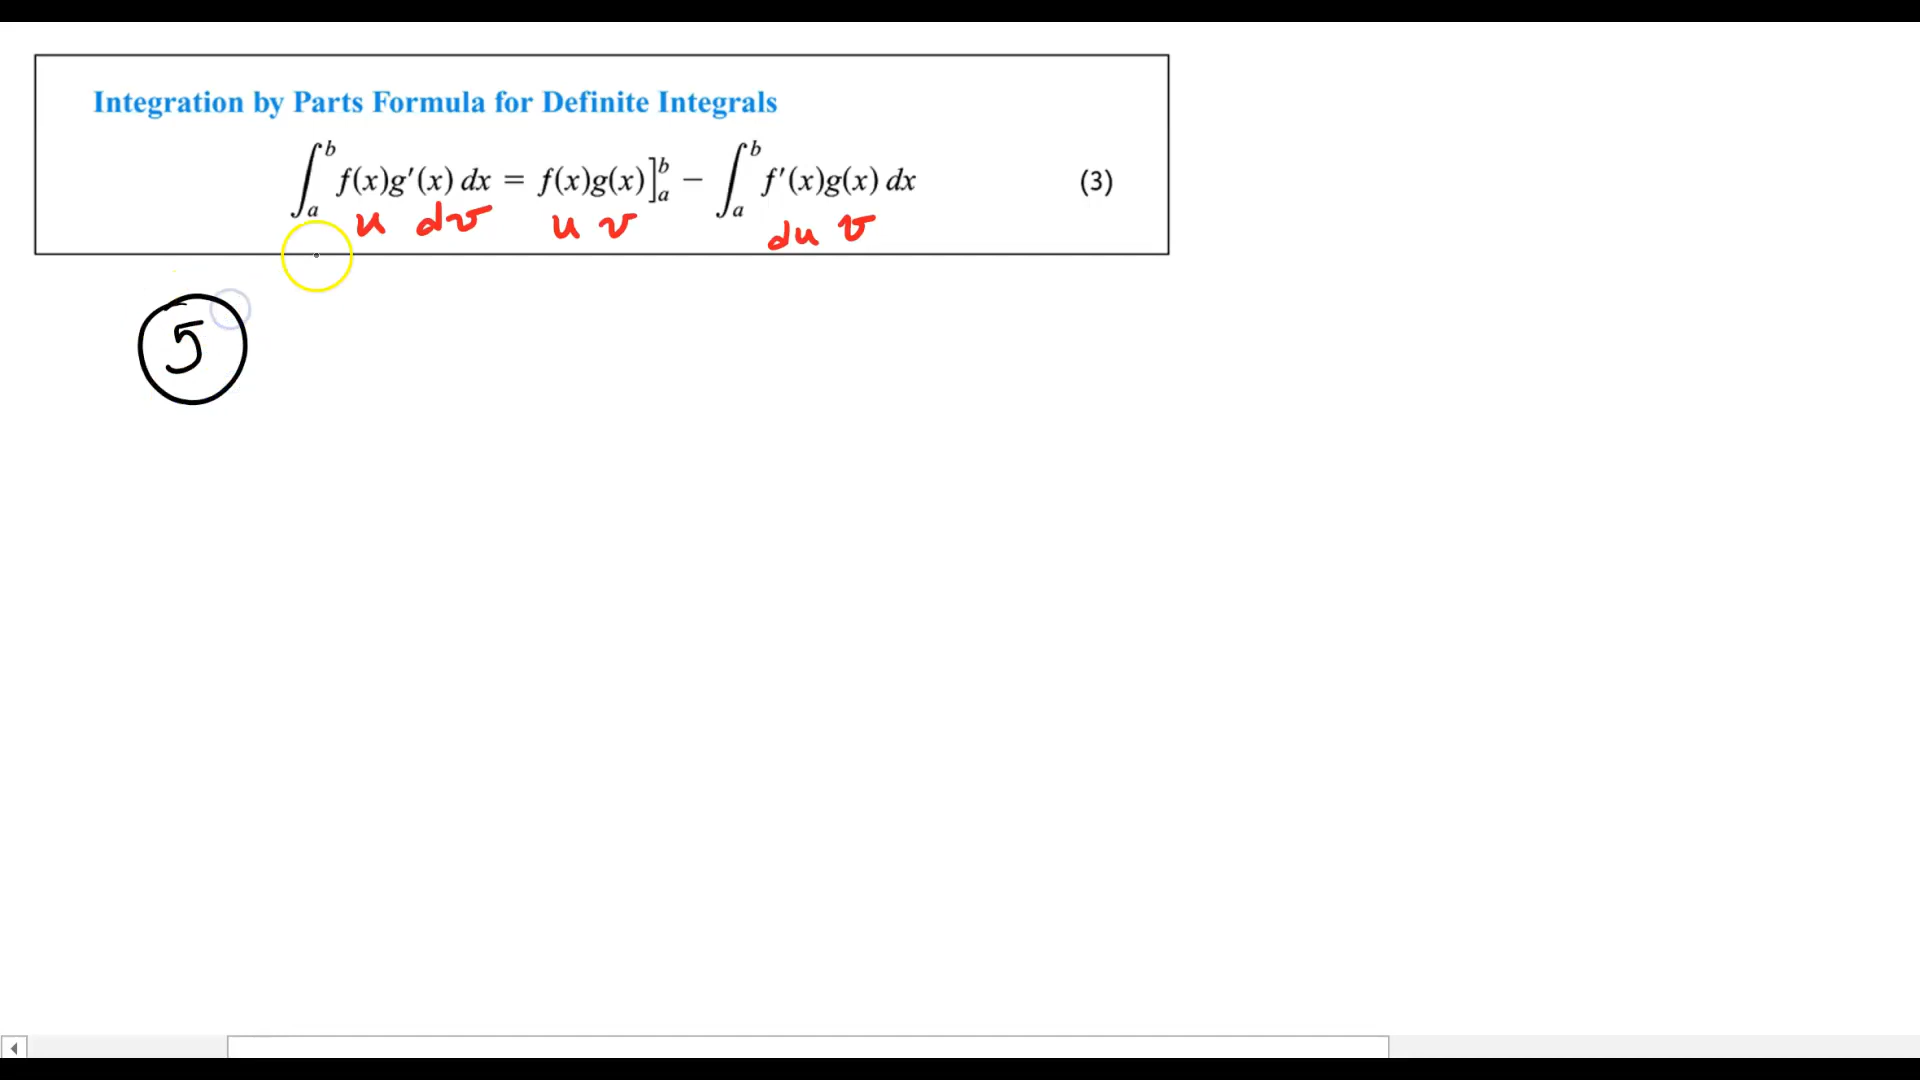 Integration by Parts Formula for Definite Integrals
∫_a^b f(x)g′(x) dx = f(x)g(x)]_a^b − ∫_a^b f′(x)g(x) dx (3)
u dv u v du v
5